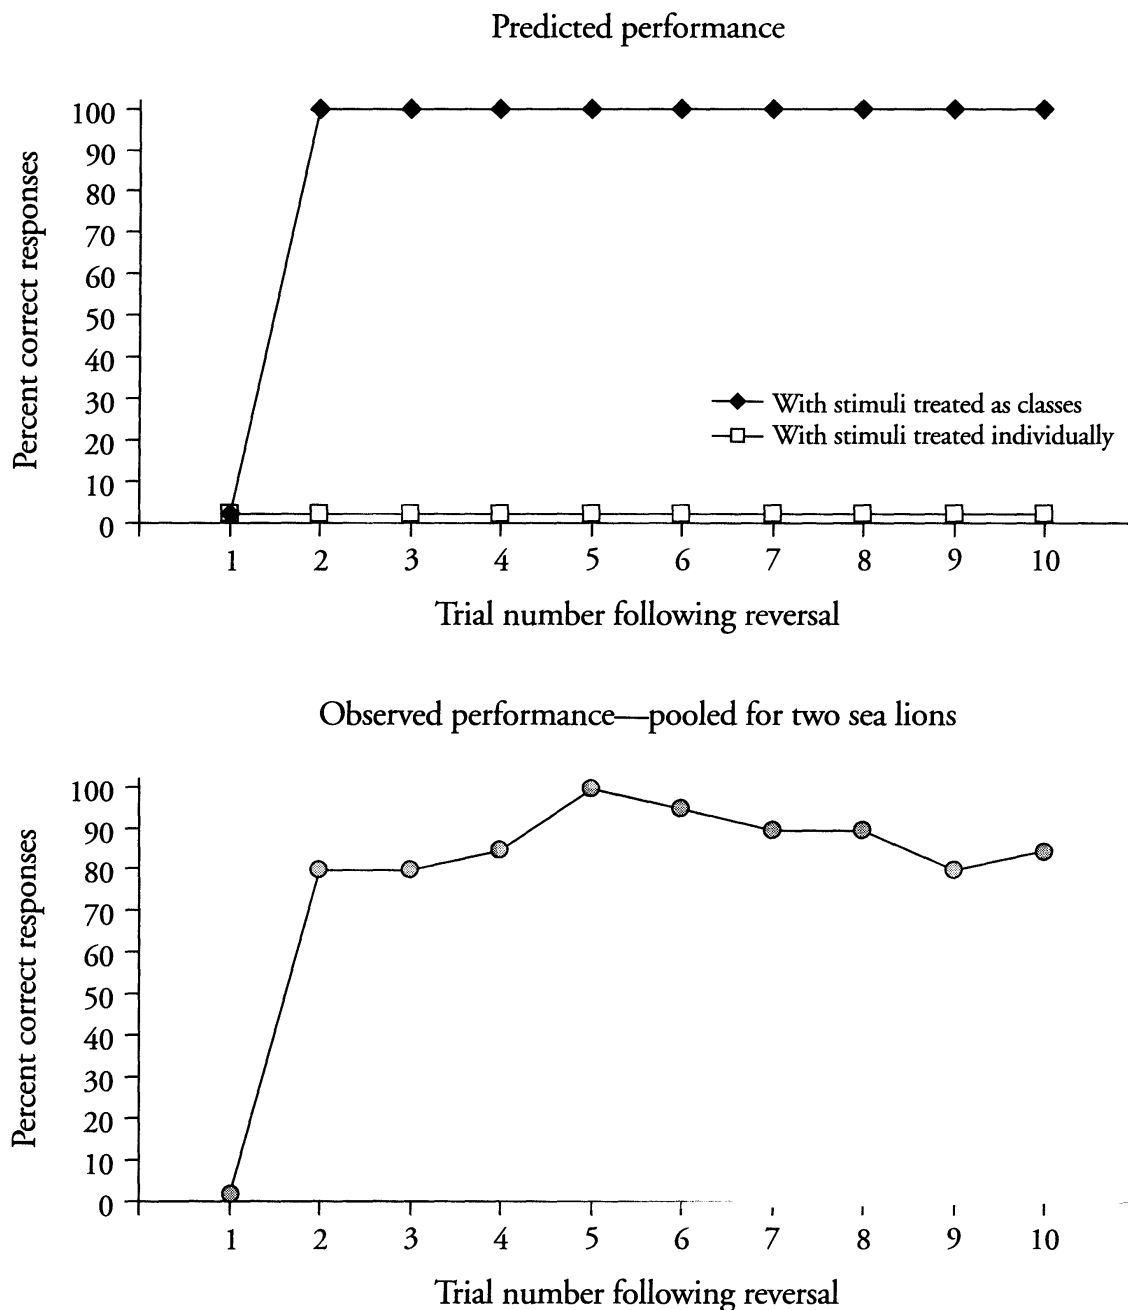 Predicted performance
Percent correct responses
100
90
80
70
60
50
40
30
20
10
0
With stimuli treated as classes
With stimuli treated individually
1 2 3 4 5 6 7 8 9 10
Trial number following reversal
Observed performance—pooled for two sea lions
Percent correct responses
100
90
80
70
60
50
40
30
20
10
0
1 2 3 4 5 6 7 8 9 10
Trial number following reversal